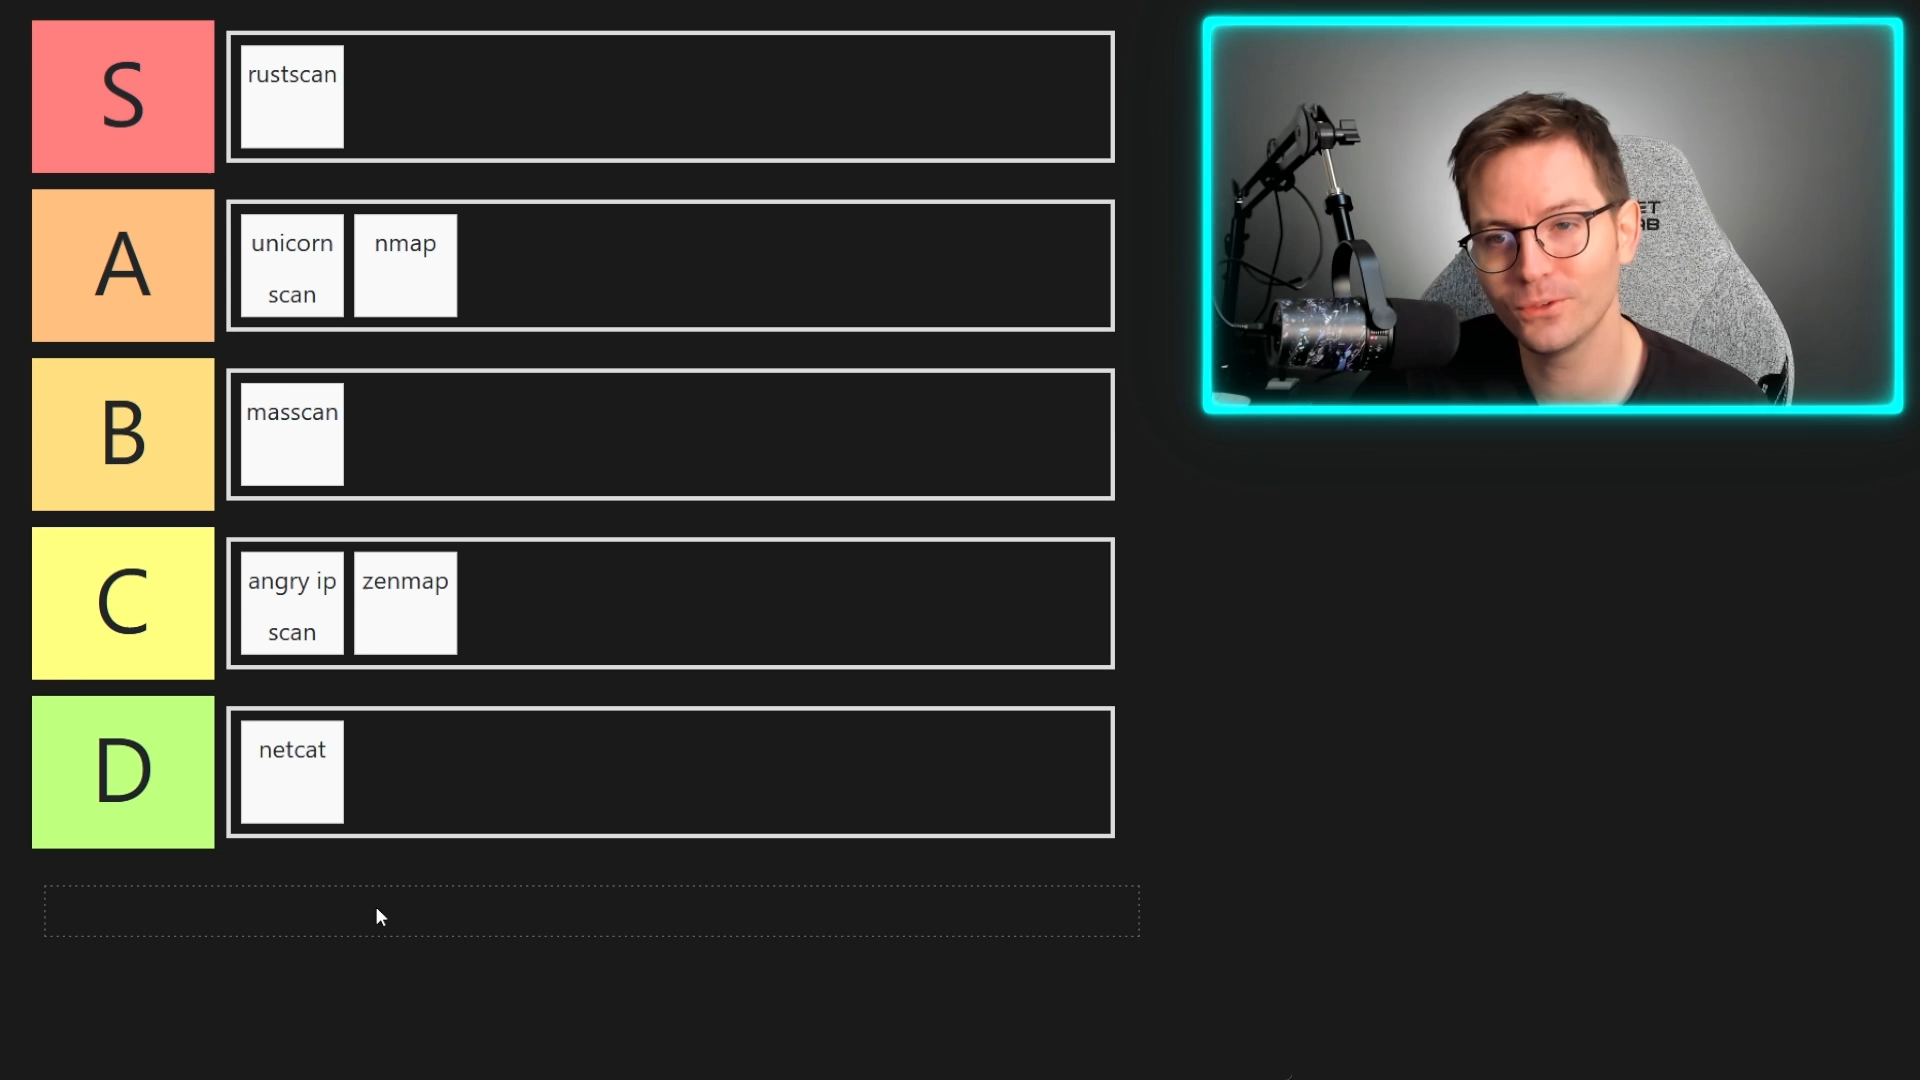 S
rustscan
A
unicorn
scan
nmap
B
masscan
C
angry ip
scan
zenmap
D
netcat